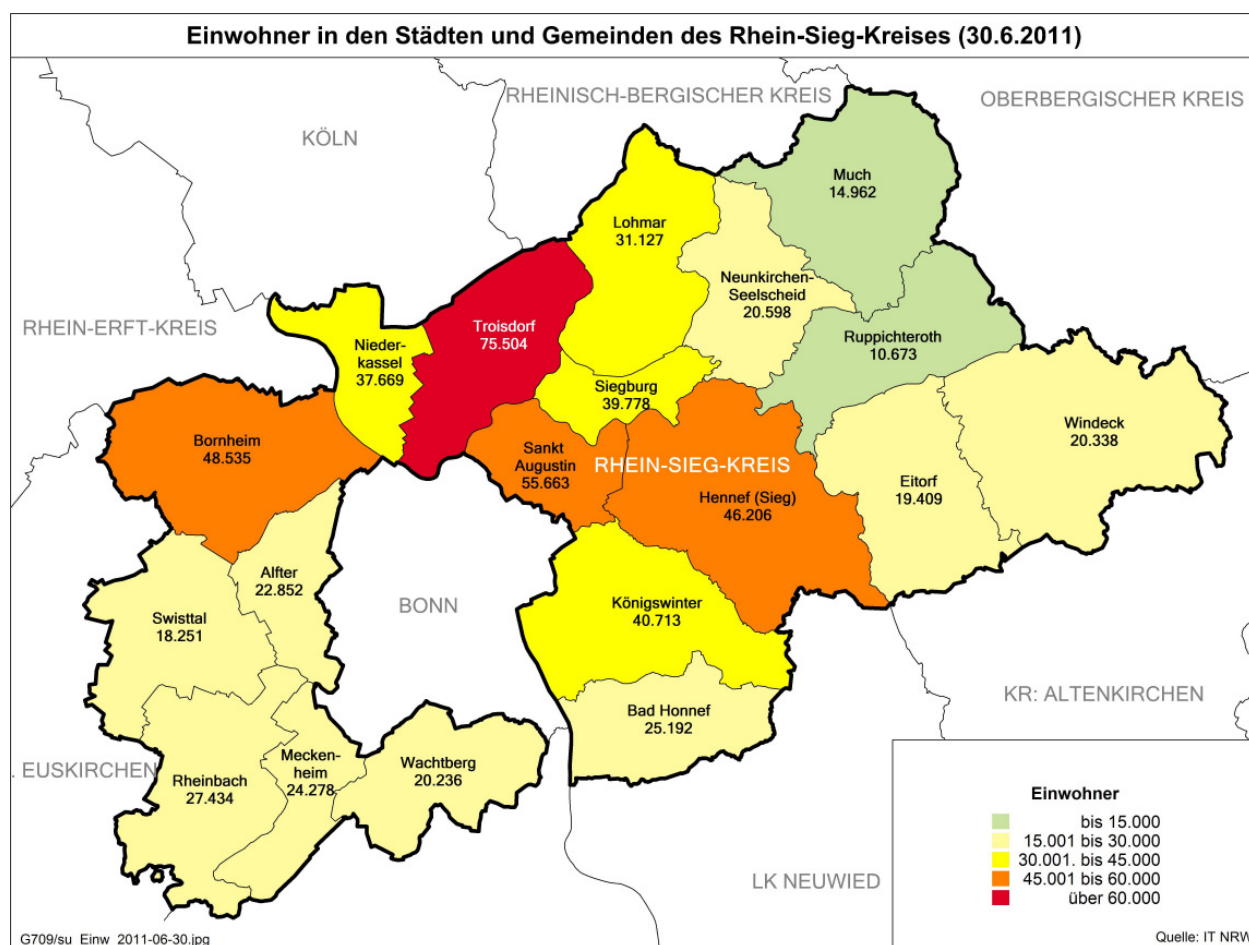 Einwohner in den Städten und Gemeinden des Rhein-Sieg-Kreises (30.6.2011)
RHEINISCH-BERGISCHER KREIS
OBERBERGISCHER KREIS
KÖLN
Much
14.962
Lohmar
31.127
Neunkirchen-
Seelscheid
20.598
RHEIN-ERFT-KREIS
Troisdorf
75.504
Nieder-
kassel
37.669
Ruppichteroth
10.673
Siegburg
39.778
Windeck
20.338
Bornheim
48.535
Sankt
Augustin
55.663
RHEIN-SIEG-KREIS
Hennef (Sieg)
46.206
Eitorf
19.409
Alfter
22.852
BONN
Swisttal
18.251
Königswinter
40.713
KR: ALTENKIRCHEN
Bad Honnef
25.192
. EUSKIRCHEN
Rheinbach
27.434
Mecken-
heim
24.278
Wachtberg
20.236
LK NEUWIED
Einwohner
bis 15.000
15.001 bis 30.000
30.001. bis 45.000
45.001 bis 60.000
über 60.000
G709/su_Einw_2011-06-30.jpg
Quelle: IT NRW